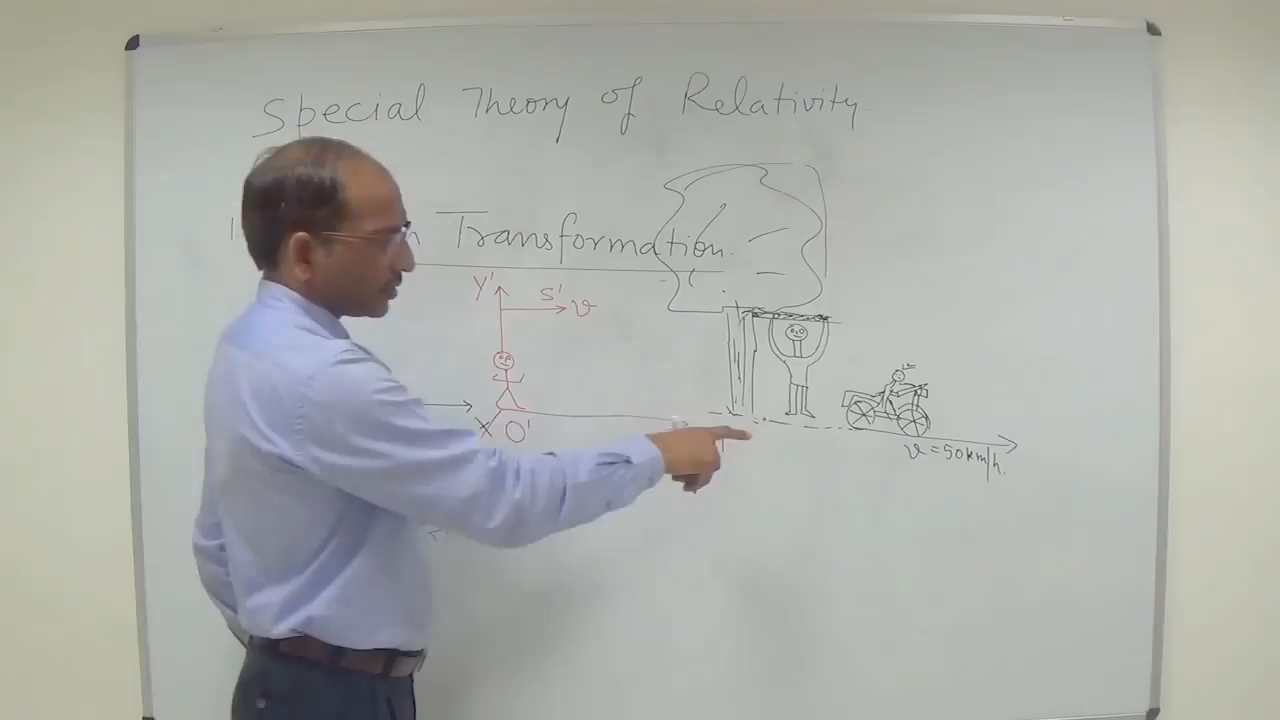 Special Theory of Relativity.
Transformation.
Y'
S'
v
O'
v = 50 km/h.